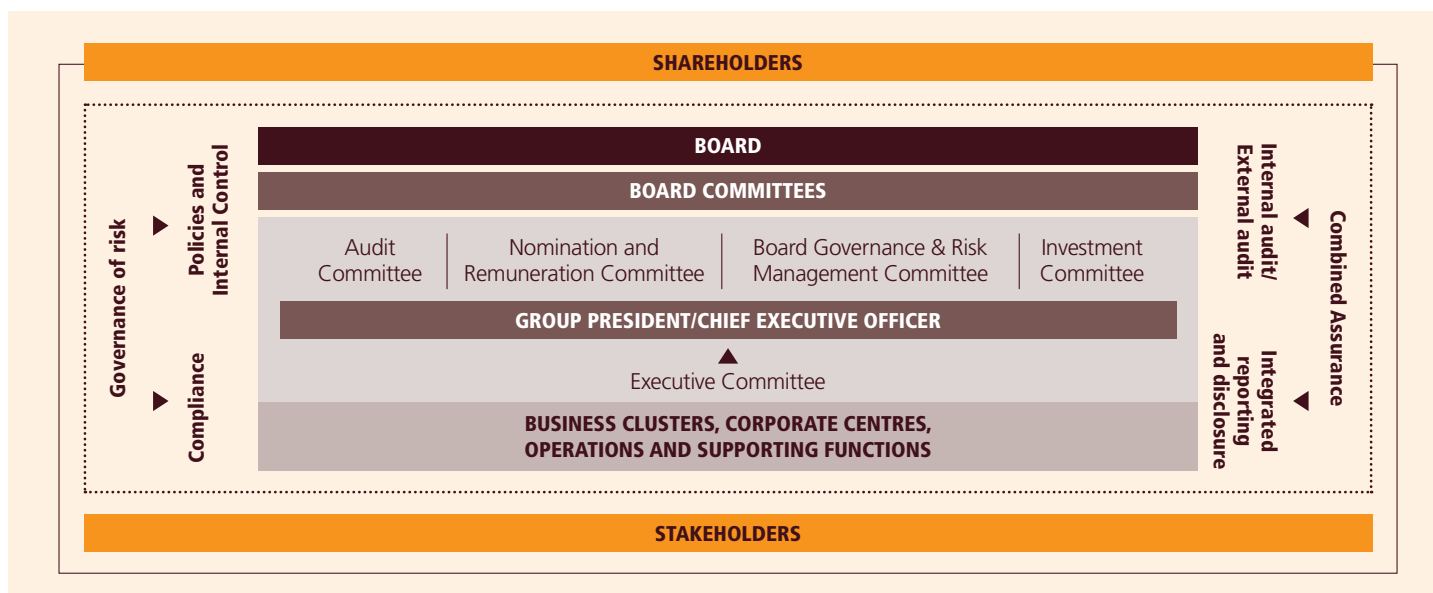 SHAREHOLDERS
Governance of risk
Policies and
Internal Control
Compliance
BOARD
BOARD COMMITTEES
Audit
Committee
Nomination and
Remuneration Committee
Board Governance & Risk
Management Committee
Investment
Committee
GROUP PRESIDENT/CHIEF EXECUTIVE OFFICER
Executive Committee
BUSINESS CLUSTERS, CORPORATE CENTRES,
OPERATIONS AND SUPPORTING FUNCTIONS
Internal audit/
External audit
Integrated
reporting
and disclosure
Combined Assurance
STAKEHOLDERS